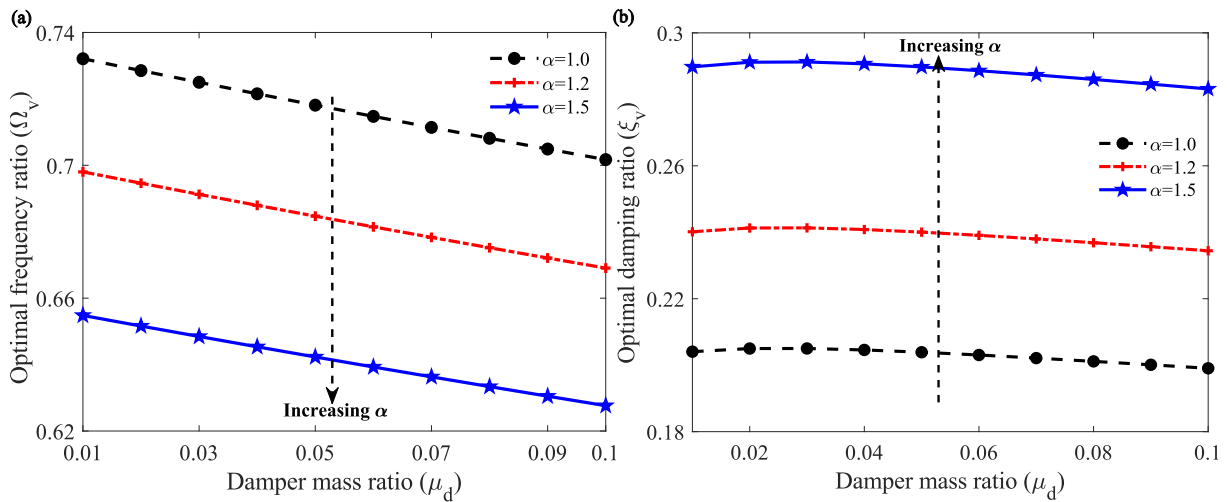 (a)
0.74
0.7
0.66
0.62
Optimal frequency ratio (Ω_v)
α=1.0
α=1.2
α=1.5
Increasing α
0.01
0.03
0.05
0.07
0.09
0.1
Damper mass ratio (μ_d)
(b)
0.3
0.26
0.22
0.18
Optimal damping ratio (ξ_v)
Increasing α
α=1.0
α=1.2
α=1.5
0.02
0.04
0.06
0.08
0.1
Damper mass ratio (μ_d)